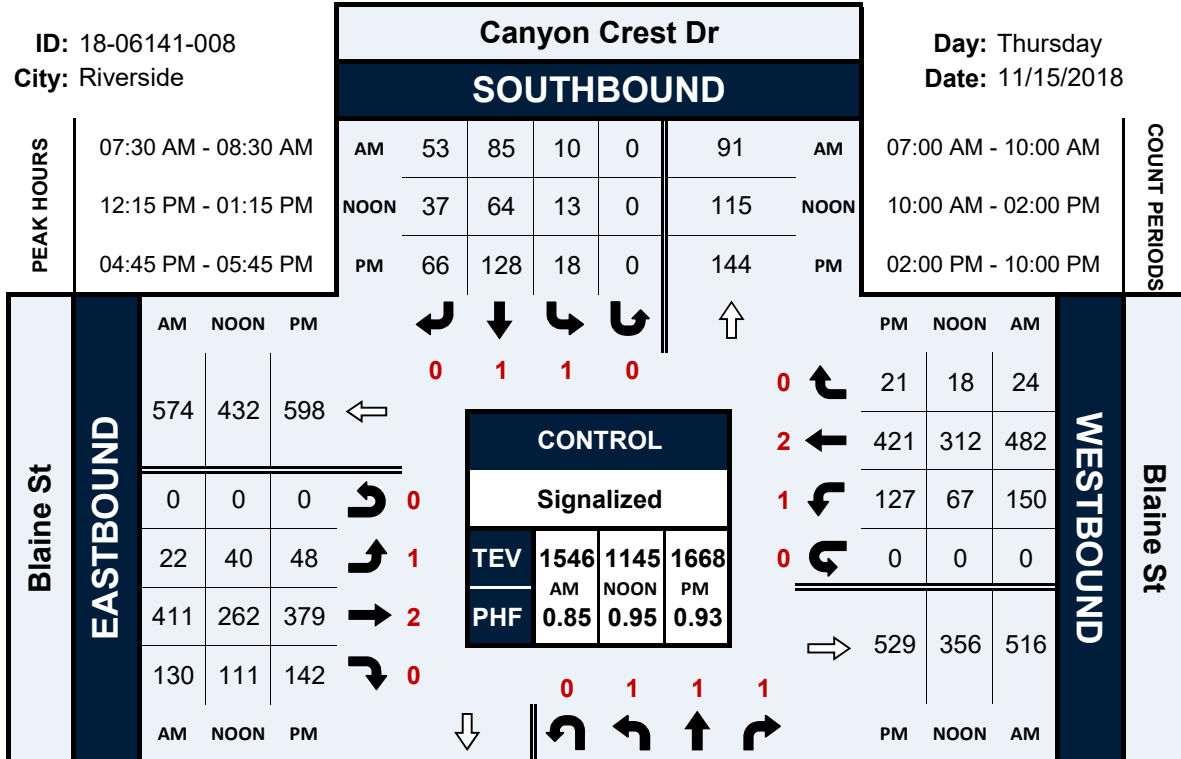 ID: 18-06141-008
City: Riverside
Canyon Crest Dr
SOUTHBOUND
Day: Thursday
Date: 11/15/2018
PEAK HOURS
07:30 AM - 08:30 AM
12:15 PM - 01:15 PM
04:45 PM - 05:45 PM
AM 53 85 10 0 91 AM
NOON 37 64 13 0 115 NOON
PM 66 128 18 0 144 PM
07:00 AM - 10:00 AM
10:00 AM - 02:00 PM
02:00 PM - 10:00 PM
COUNT PERIODS
0 1 1 0
Blaine St
EASTBOUND
AM NOON PM
574 432 598
0 0 0 0
22 40 48 1
411 262 379 2
130 111 142 0
AM NOON PM
CONTROL
Signalized
TEV 1546 1145 1668
AM NOON PM
PHF 0.85 0.95 0.93
PM NOON AM
0 21 18 24
2 421 312 482
1 127 67 150
0 0 0 0
529 356 516
PM NOON AM
WESTBOUND
Blaine St
0 1 1 1